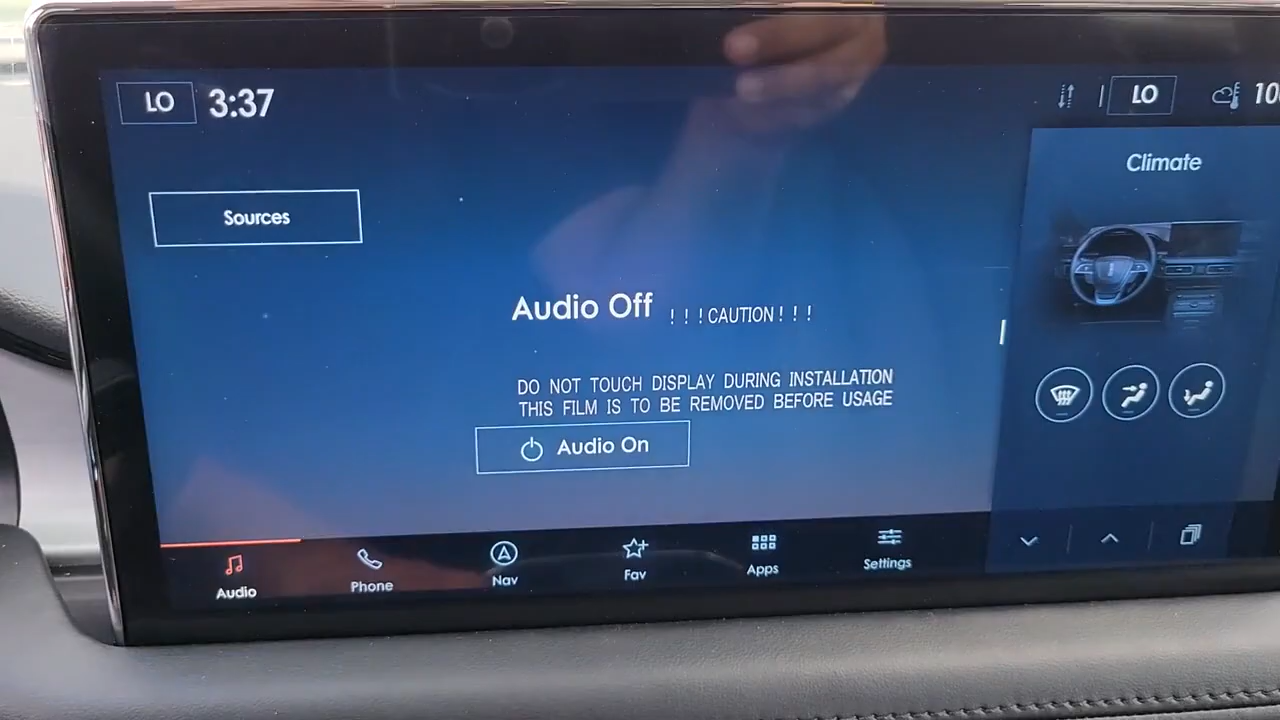 LO 3:37 LO 10
Climate
Sources
Audio Off ! ! ! CAUTION ! ! !
DO NOT TOUCH DISPLAY DURING INSTALLATION
THIS FILM IS TO BE REMOVED BEFORE USAGE
Audio On
Audio Phone Nav Fav Apps Settings